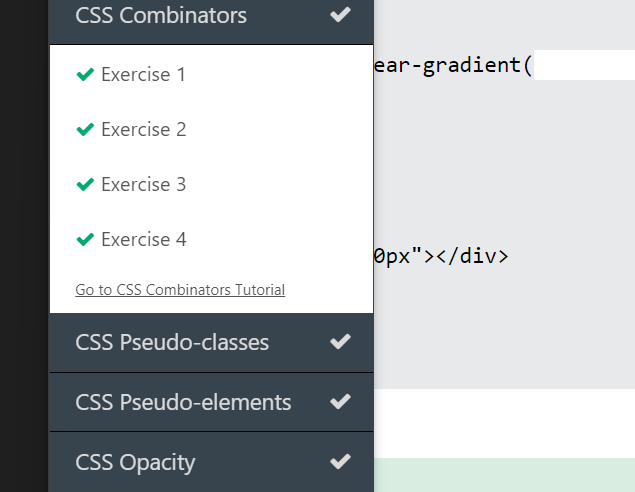 CSS Combinators
ear-gradient(
Exercise 1
Exercise 2
Exercise 3
Exercise 4
0px"></div>
Go to CSS Combinators Tutorial
CSS Pseudo-classes
CSS Pseudo-elements
CSS Opacity